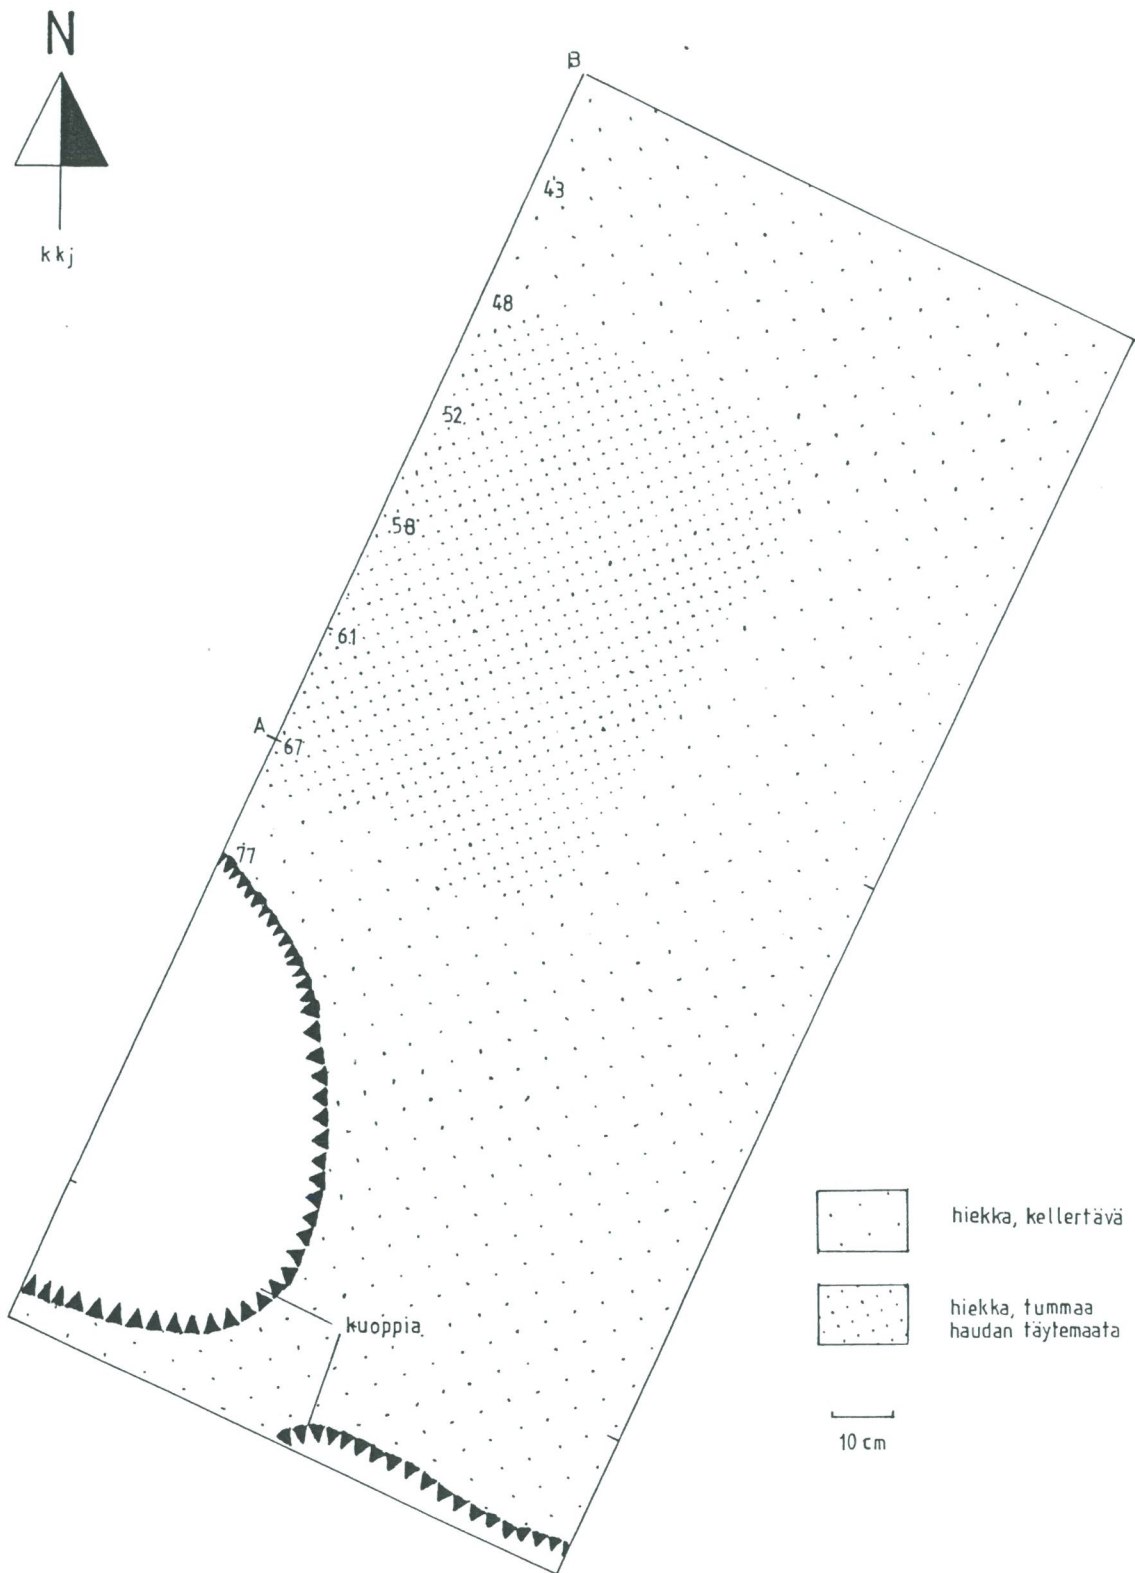 N
kkj
B
43
48
52
58
61
A
67
77
kuoppia
hiekka, kellertävä
hiekka, tummaa
haudan täytemaata
10 cm